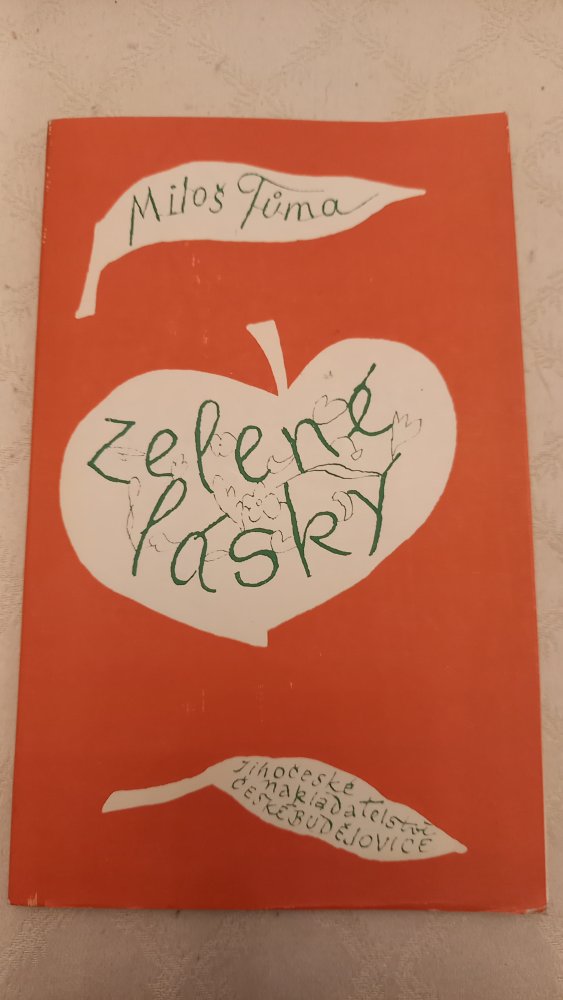 Miloš Tůma
zelené
lásky
Jihočeské
nakladatelství
ČESKÉ BUDĚJOVICE